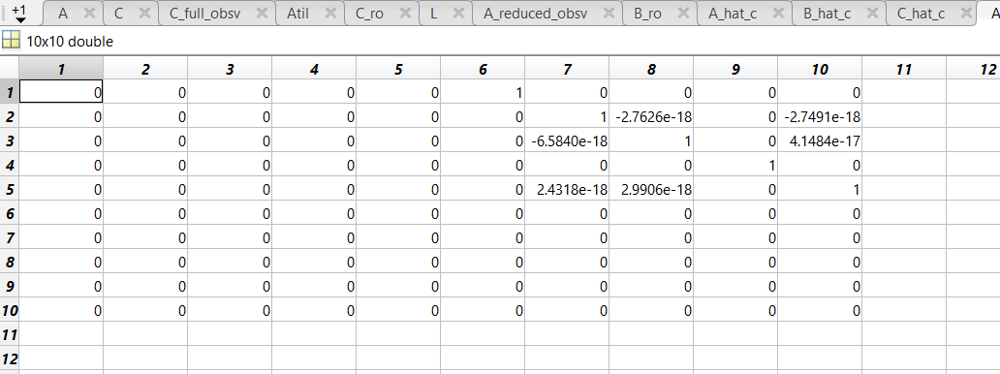 +1 A C C_full_obsv Atil C_ro L A_reduced_obsv B_ro A_hat_c B_hat_c C_hat_c A
10x10 double
1 2 3 4 5 6 7 8 9 10 11 12
1 0 0 0 0 0 1 0 0 0 0
2 0 0 0 0 0 0 1 -2.7626e-18 0 -2.7491e-18
3 0 0 0 0 0 0 -6.5840e-18 1 0 4.1484e-17
4 0 0 0 0 0 0 0 0 1 0
5 0 0 0 0 0 0 2.4318e-18 2.9906e-18 0 1
6 0 0 0 0 0 0 0 0 0 0
7 0 0 0 0 0 0 0 0 0 0
8 0 0 0 0 0 0 0 0 0 0
9 0 0 0 0 0 0 0 0 0 0
10 0 0 0 0 0 0 0 0 0 0
11
12